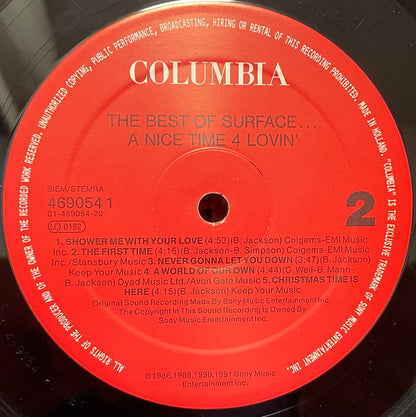 ALL RIGHTS OF THE PRODUCER AND OF THE OWNER OF THE RECORDED WORK RESERVED, UNAUTHORIZED COPYING, PUBLIC PERFORMANCE, BROADCASTING, HIRING OR RENTAL OF THIS RECORDING PROHIBITED. MADE IN HOLLAND. "COLUMBIA" IS THE EXCLUSIVE TRADEMARK OF SONY MUSIC ENTERTAINMENT INC.
COLUMBIA
THE BEST OF SURFACE...
A NICE TIME 4 LOVIN'
BIEM/STEMRA
469054 1
01-469054-20
LC 0162
2
1. SHOWER ME WITH YOUR LOVE (4:53)(B. Jackson) Colgems-EMI Music
Inc. 2. THE FIRST TIME (4:15)(B. Jackson-B. Simpson) Colgems-EMI Music
Inc./Stansbury Music 3. NEVER GONNA LET YOU DOWN (3:47)(B. Jackson)
Keep Your Music 4. A WORLD OF OUR OWN (4:44)(C. Weil-B. Mann-
B. Jackson) Dyad Music Ltd./Avon Gate Music 5. CHRISTMAS TIME IS
HERE (4:15)(B. Jackson) Keep Your Music
Original Sound Recording Made By Sony Music Entertainment Inc.
The Copyright In This Sound Recording Is Owned By
Sony Music Entertainment Inc.
℗ 1986,1988,1990,1991 Sony Music
Entertainment Inc.